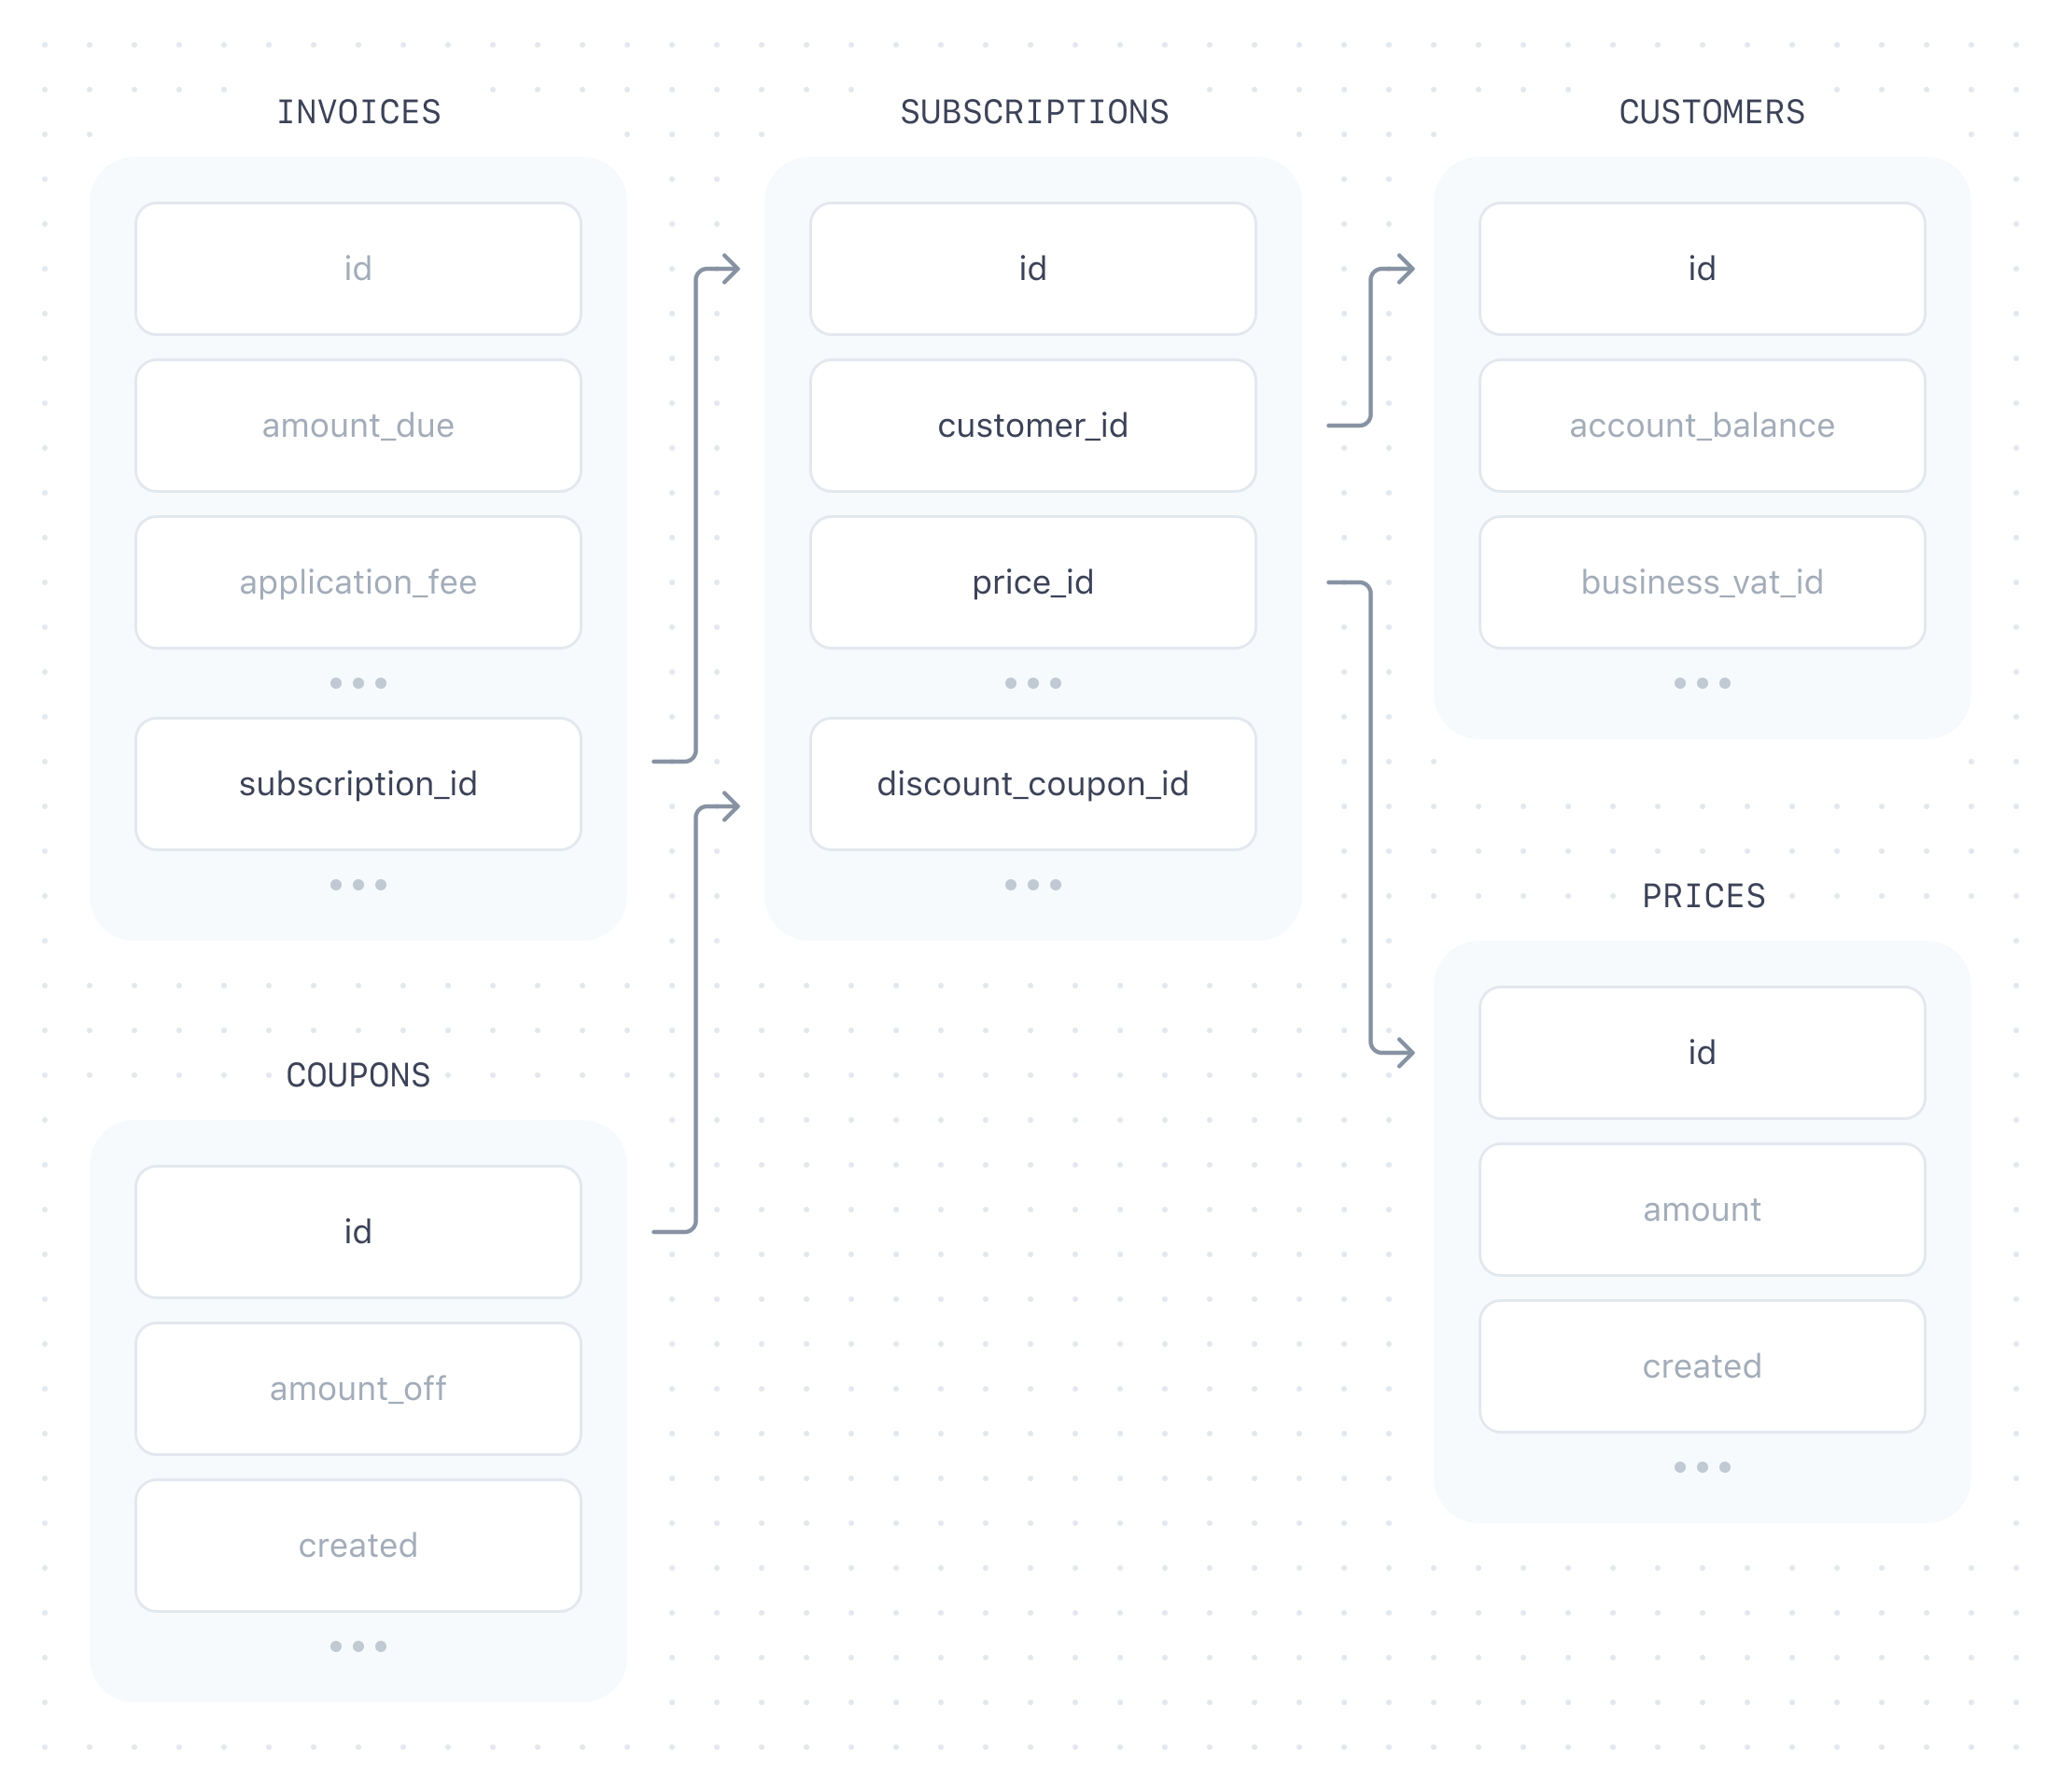 INVOICES
id
amount_due
application_fee
subscription_id
SUBSCRIPTIONS
id
customer_id
price_id
discount_coupon_id
CUSTOMERS
id
account_balance
business_vat_id
COUPONS
id
amount_off
created
PRICES
id
amount
created